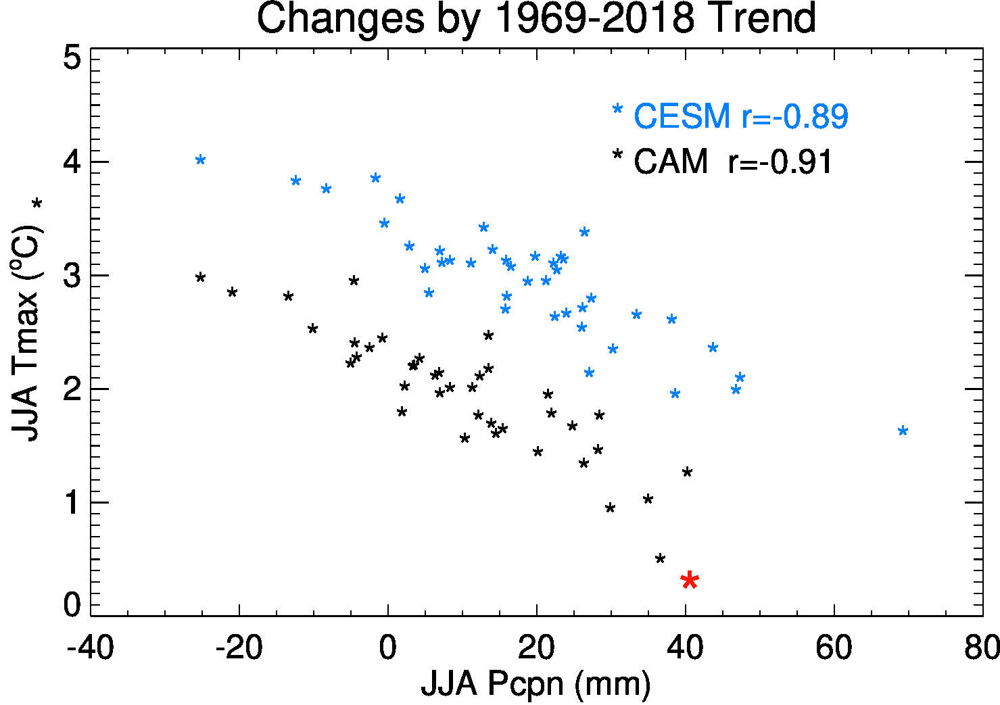 Changes by 1969-2018 Trend
5
4
3
2
1
0
JJA Tmax (°C)
* CESM r=-0.89
* CAM r=-0.91
-40 -20 0 20 40 60 80
JJA Pcpn (mm)